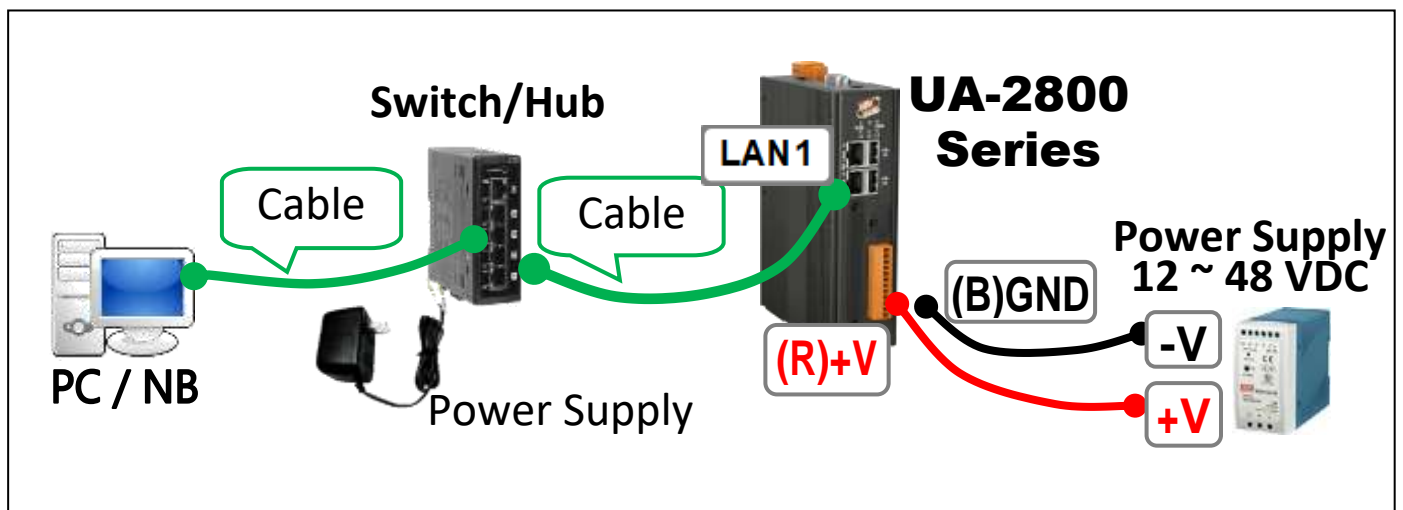 Switch/Hub
UA-2800
Series
LAN1
Cable
Cable
Power Supply
12 ~ 48 VDC
(B)GND
-V
(R)+V
+V
PC / NB
Power Supply